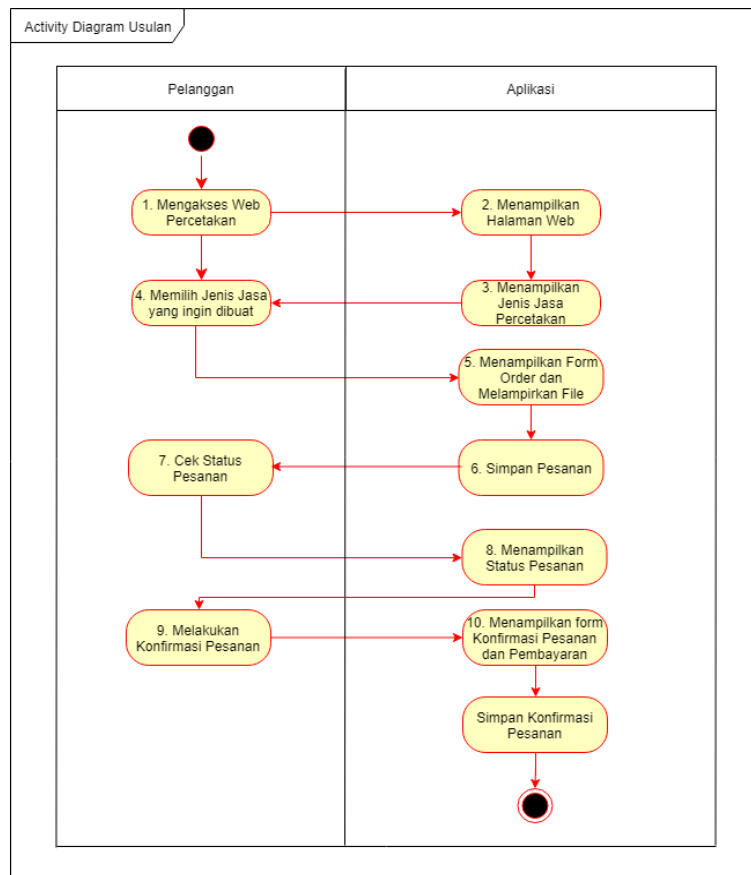 Activity Diagram Usulan
Pelanggan
Aplikasi
1. Mengakses Web
Percetakan
2. Menampilkan
Halaman Web
3. Menampilkan
Jenis Jasa
Percetakan
4. Memilih Jenis Jasa
yang ingin dibuat
5. Menampilkan Form
Order dan
Melampirkan File
6. Simpan Pesanan
7. Cek Status
Pesanan
8. Menampilkan
Status Pesanan
9. Melakukan
Konfirmasi Pesanan
10. Menampilkan form
Konfirmasi Pesanan
dan Pembayaran
Simpan Konfirmasi
Pesanan